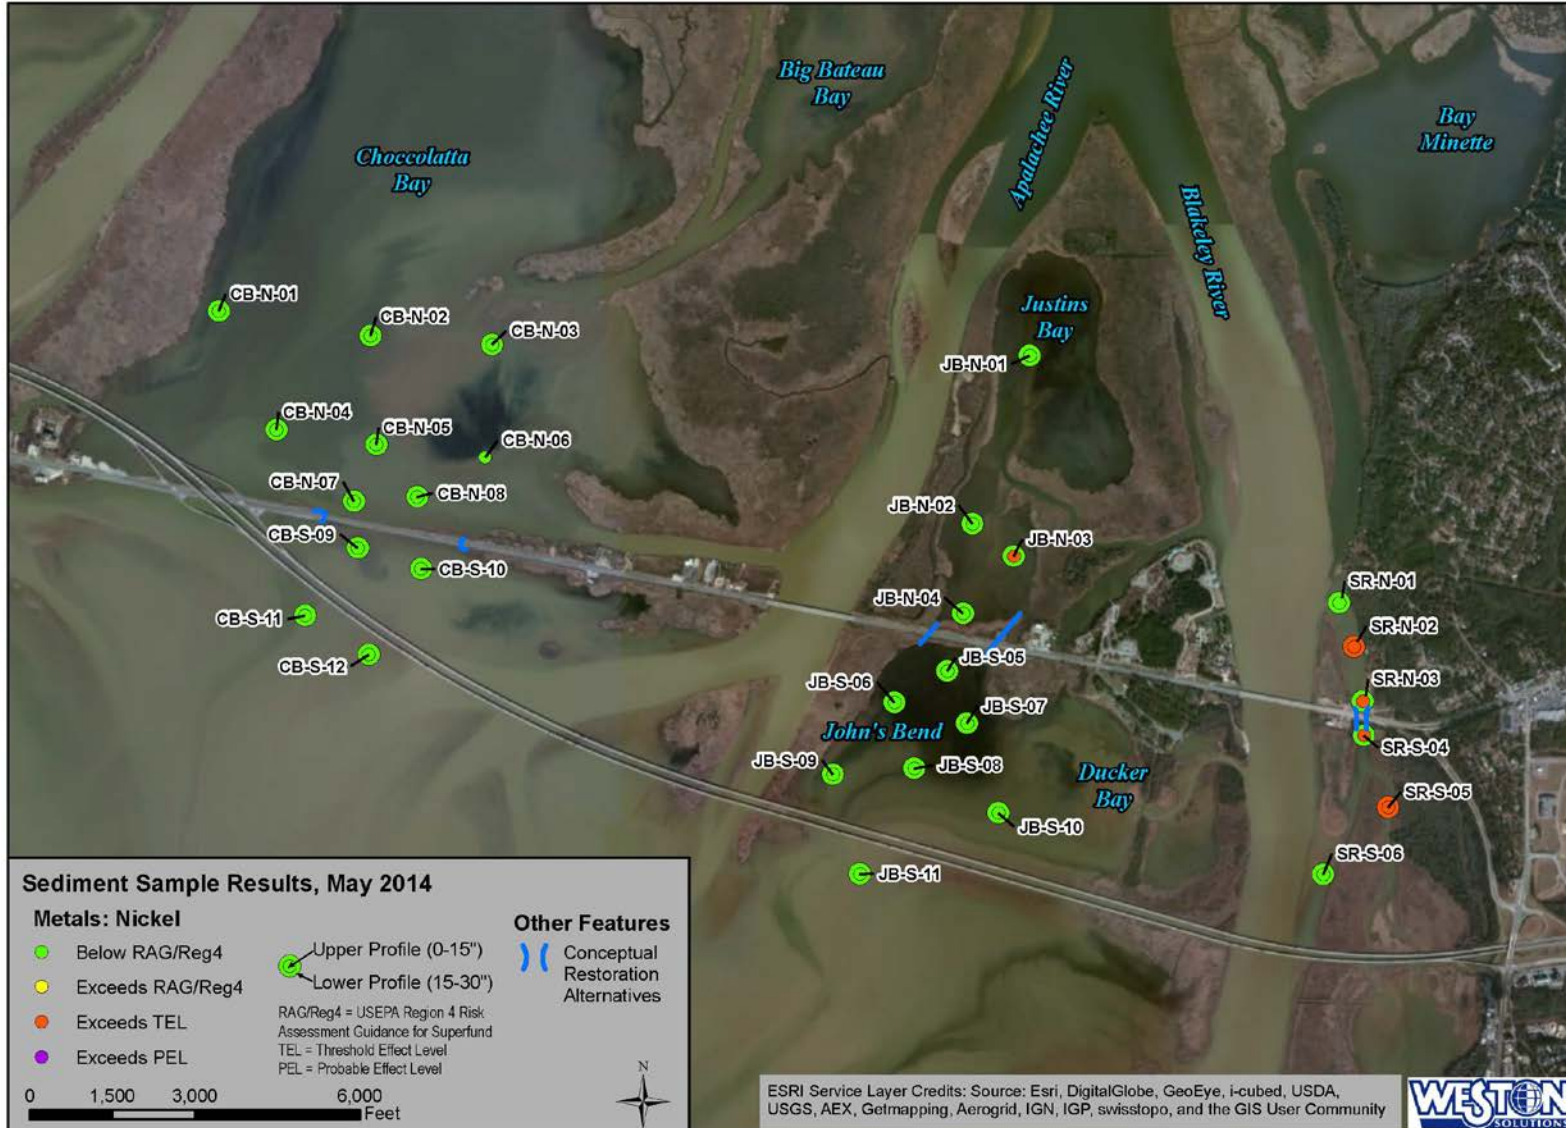 Big Bateau
Bay
Apalachee River
Bay
Minette
Choccolatta
Bay
Blakeley River
Justins
Bay
CB-N-01
CB-N-02
CB-N-03
JB-N-01
CB-N-04
CB-N-05
CB-N-06
CB-N-07
CB-N-08
JB-N-02
CB-S-09
JB-N-03
CB-S-10
SR-N-01
JB-N-04
CB-S-11
SR-N-02
CB-S-12
JB-S-05
JB-S-06
SR-N-03
JB-S-07
John's Bend
SR-S-04
JB-S-09
JB-S-08
Ducker
Bay
SR-S-05
JB-S-10
SR-S-06
JB-S-11
Sediment Sample Results, May 2014
Metals: Nickel
Below RAG/Reg4
Exceeds RAG/Reg4
Exceeds TEL
Exceeds PEL
Upper Profile (0-15")
Lower Profile (15-30")
RAG/Reg4 = USEPA Region 4 Risk
Assessment Guidance for Superfund
TEL = Threshold Effect Level
PEL = Probable Effect Level
Other Features
Conceptual
Restoration
Alternatives
0 1,500 3,000 6,000
Feet
N
ESRI Service Layer Credits: Source: Esri, DigitalGlobe, GeoEye, i-cubed, USDA,
USGS, AEX, Getmapping, Aerogrid, IGN, IGP, swisstopo, and the GIS User Community
WESTON
SOLUTION